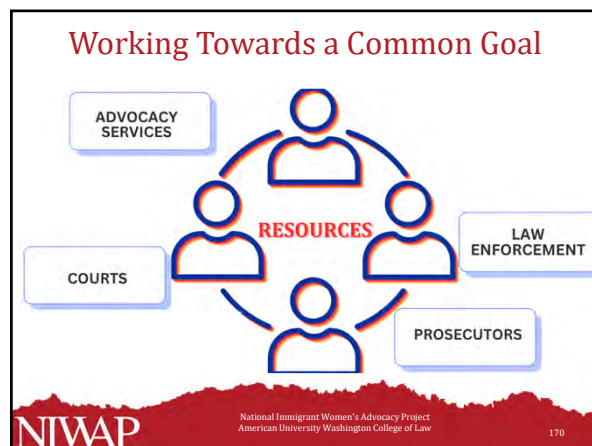 Working Towards a Common Goal
ADVOCACY
SERVICES
RESOURCES
LAW
ENFORCEMENT
COURTS
PROSECUTORS
NIWAP
National Immigrant Women's Advocacy Project
American University Washington College of Law
170